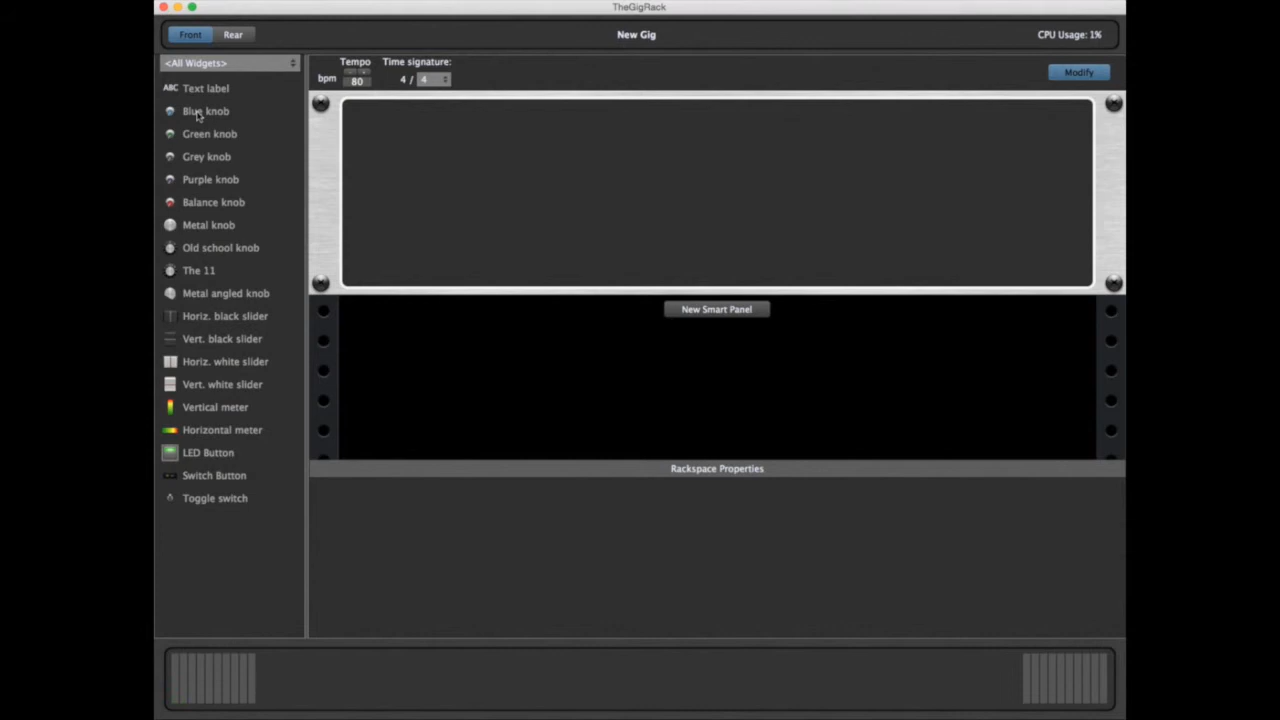 TheGigRack
Front
Rear
New Gig
CPU Usage: 1%
<All Widgets>
Tempo
Time signature:
bpm
80
4 /
4
Modify
ABC Text label
Blue knob
Green knob
Grey knob
Purple knob
Balance knob
Metal knob
Old school knob
The 11
Metal angled knob
Horiz. black slider
Vert. black slider
Horiz. white slider
Vert. white slider
Vertical meter
Horizontal meter
LED Button
Switch Button
Toggle switch
New Smart Panel
Rackspace Properties